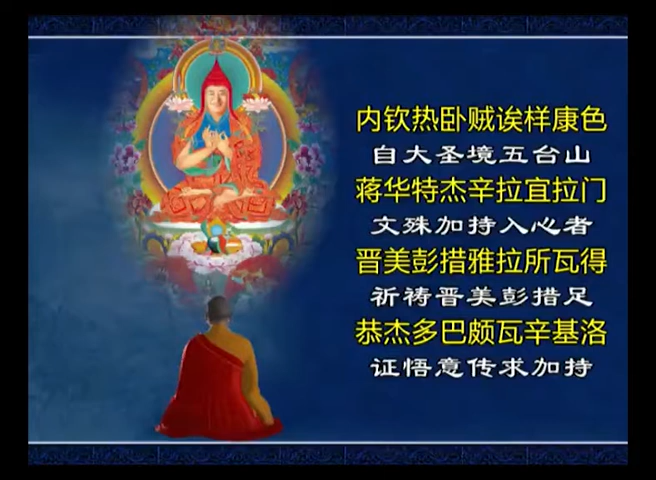 内钦热卧贼诶样康色
自大圣境五台山
蒋华特杰辛拉宜拉门
文殊加持入心者
晋美彭措雅拉所瓦得
祈祷晋美彭措足
恭杰多巴颇瓦辛基洛
证悟意传求加持